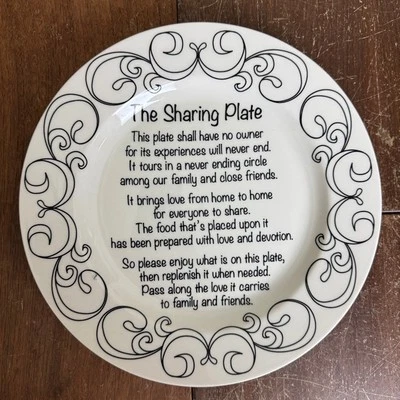 The Sharing Plate
This plate shall have no owner
for its experiences will never end.
It tours in a never ending circle
among our family and close friends.
It brings love from home to home
for everyone to share.
The food that's placed upon it
has been prepared with love and devotion.
So please enjoy what is on this plate,
then replenish it when needed.
Pass along the love it carries
to family and friends.